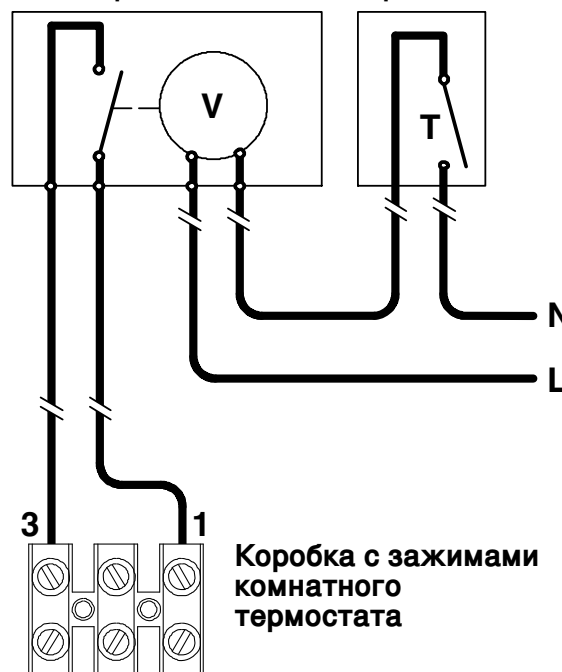 V
T
N
L
3 1
Коробка с зажимами
комнатного
термостата